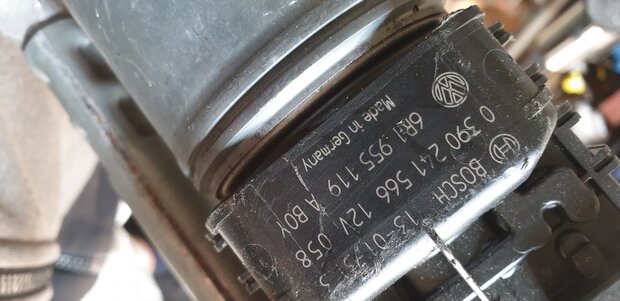 0 390 241 566 12V 058
BOSCH
6R1 955 119 A BOY
Made in Germany